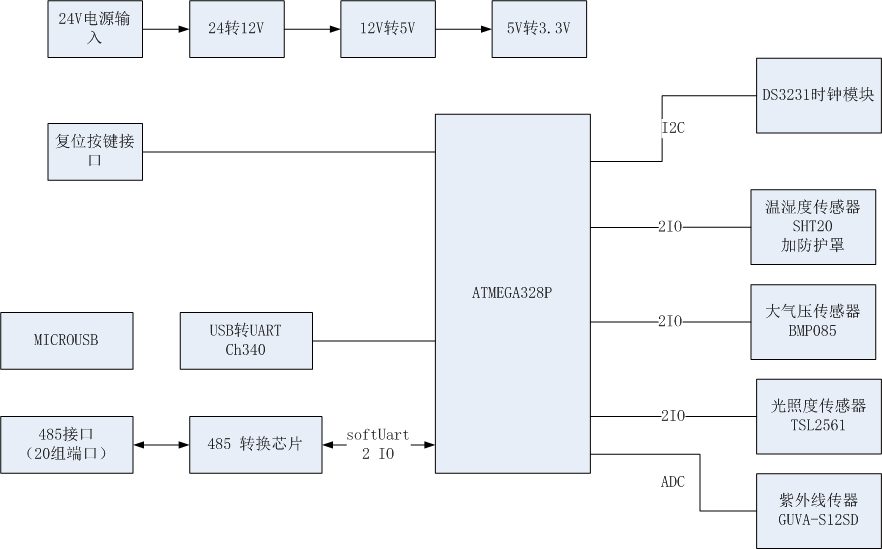 24V电源输
入
24转12V
12V转5V
5V转3.3V
DS3231时钟模块
I2C
复位按键接
口
温湿度传感器
SHT20
加防护罩
2IO
ATMEGA328P
大气压传感器
BMP085
2IO
MICROUSB
USB转UART
Ch340
光照度传感器
TSL2561
2IO
485接口
（20组端口）
485 转换芯片
softUart
2 IO
ADC
紫外线传器
GUVA-S12SD